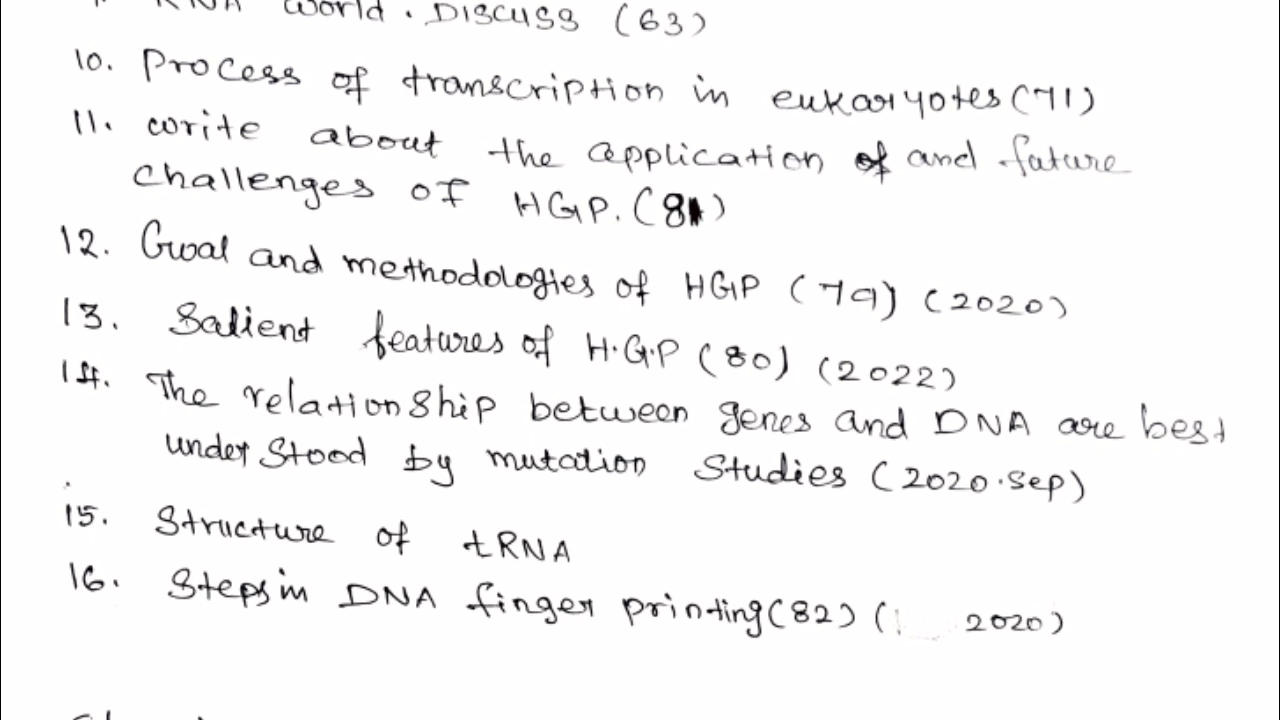 RNA world. DISCUSS (63)
10. Process of transcription in eukaryotes (71)
11. write about the application of and future
challenges of HGP. (81)
12. Goal and methodologies of HGP (79) (2020)
13. Salient features of H.G.P (80) (2022)
14. The relationship between genes and DNA are best
understood by mutation studies (2020. Sep)
15. Structure of tRNA
16. Steps in DNA finger printing (82) ( 2020)